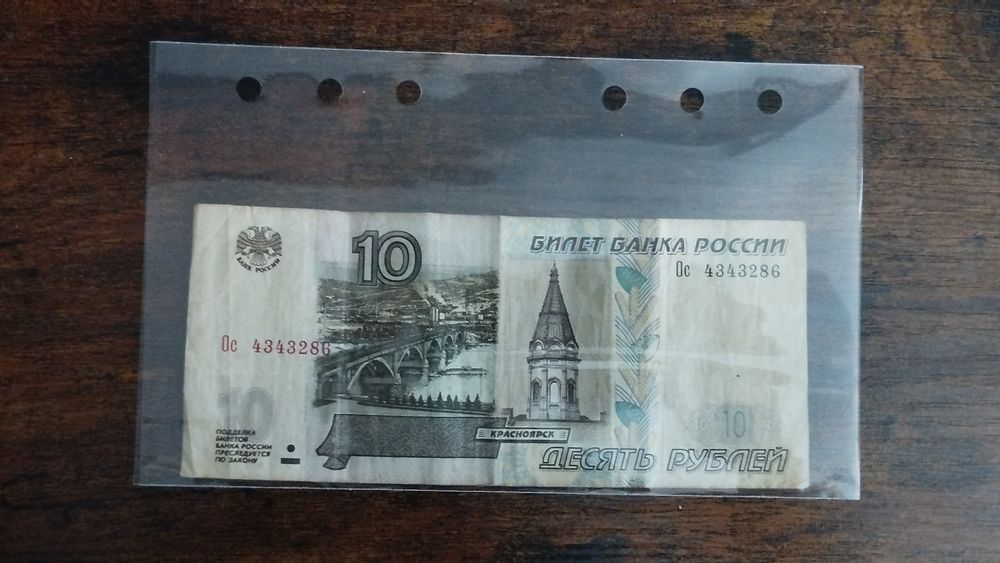 10
БИЛЕТ БАНКА РОССИИ
БАНК РОССИИ
Ос 4343286
Ос 4343286
10
10
10
ПОДДЕЛКА
БИЛЕТОВ
БАНКА РОССИИ
ПРЕСЛЕДУЕТСЯ
ПО ЗАКОНУ
КРАСНОЯРСК
ДЕСЯТЬ РУБЛЕЙ